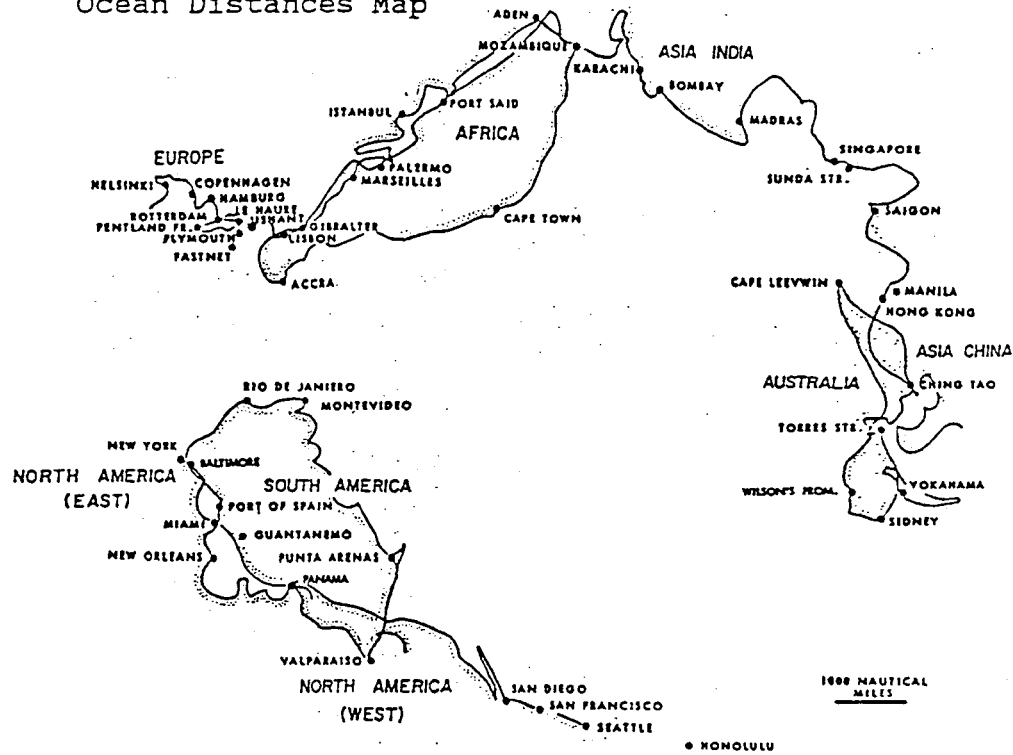 Ocean Distances Map
ADEN
MOZAMBIQUE
ASIA INDIA
KARACHI
BOMBAY
ISTANBUL
PORT SAID
MADRAS
AFRICA
SINGAPORE
EUROPE
PALERMO
SUNDA STR.
HELSINKI
COPENHAGEN
MARSEILLES
HAMBURG
ROTTERDAM
LE HAURE
SAIGON
PENTLAND FR.
USHANT
GIBRALTER
CAPE TOWN
PLYMOUTH
LISBON
FASTNET
ACCRA
CAPE LEEVWIN
MANILA
HONG KONG
ASIA CHINA
AUSTRALIA
CHING TAO
RIO DE JANIERO
MONTEVIDEO
TORRES STR.
NEW YORK
BALTIMORE
NORTH AMERICA
(EAST)
SOUTH AMERICA
WILSON'S PROM.
YOKAHAMA
PORT OF SPAIN
MIAMI
SIDNEY
GUANTANEMO
NEW ORLEANS
PUNTA ARENAS
PANAMA
VALPARAISO
NORTH AMERICA
(WEST)
SAN DIEGO
SAN FRANCISCO
SEATTLE
1000 NAUTICAL
MILES
HONOLULU